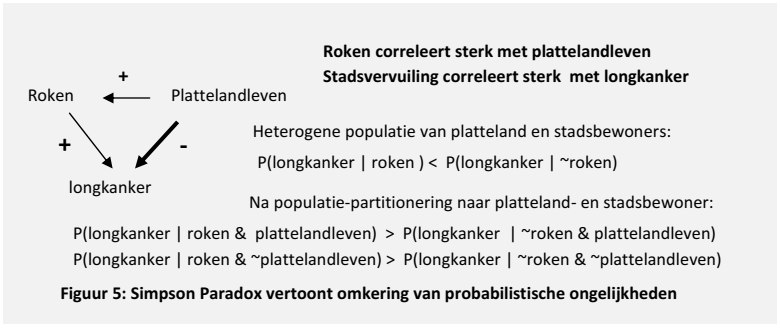 Roken correleert sterk met plattelandleven
Stadsvervuiling correleert sterk met longkanker
+
Roken Plattelandleven
+ -
longkanker
Heterogene populatie van platteland en stadsbewoners:
P(longkanker | roken ) < P(longkanker | ~roken)
Na populatie-partitionering naar platteland- en stadsbewoner:
P(longkanker | roken & plattelandleven) > P(longkanker | ~roken & plattelandleven)
P(longkanker | roken & ~plattelandleven) > P(longkanker | ~roken & ~plattelandleven)
Figuur 5: Simpson Paradox vertoont omkering van probabilistische ongelijkheden